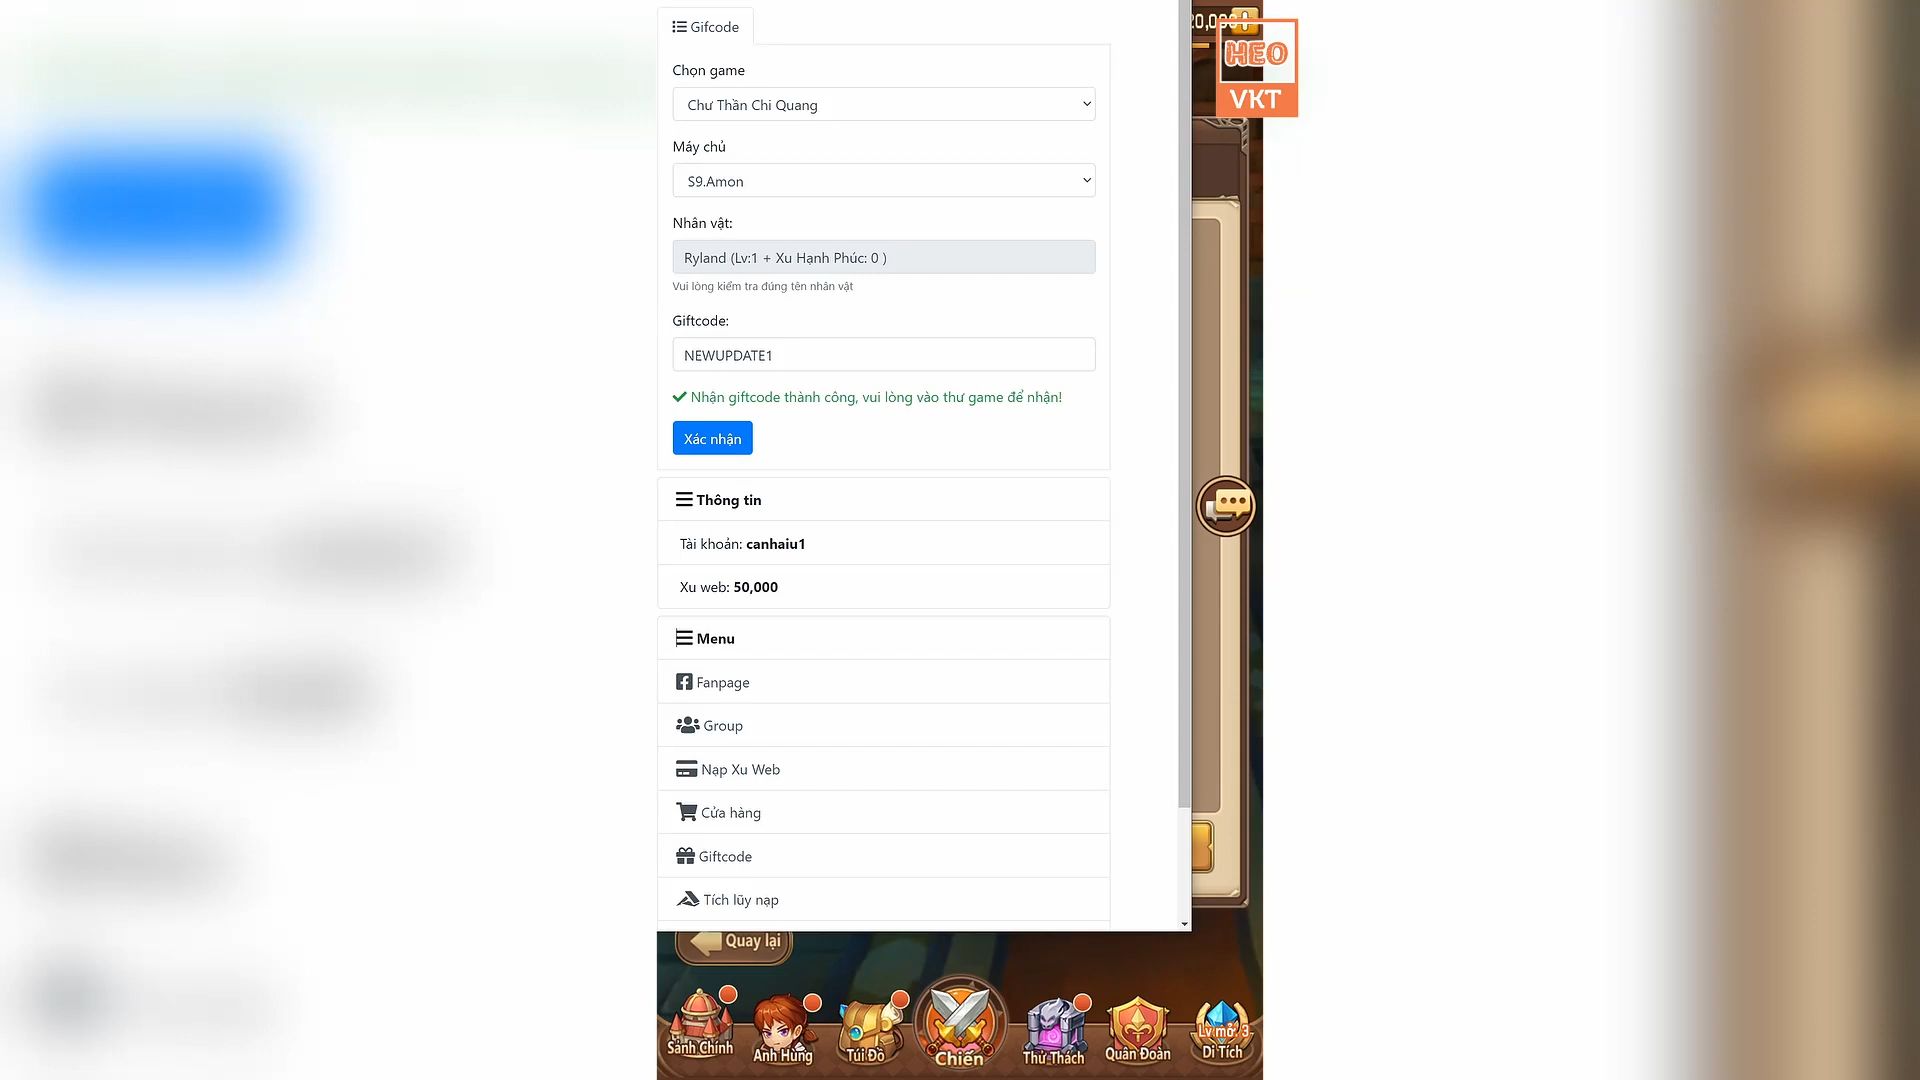 Gifcode
20,000
HEO
VKT
Chọn game
Chư Thần Chi Quang
Máy chủ
S9.Amon
Nhân vật:
Ryland (Lv:1 + Xu Hạnh Phúc: 0 )
Vui lòng kiểm tra đúng tên nhân vật
Giftcode:
NEWUPDATE1
Nhận giftcode thành công, vui lòng vào thư game để nhận!
Xác nhận
Thông tin
Tài khoản: canhaiu1
Xu web: 50,000
Menu
Fanpage
Group
Nạp Xu Web
Cửa hàng
Giftcode
Tích lũy nạp
Quay lại
Sảnh Chính
Anh Hùng
Túi Đồ
Chiến
Thử Thách
Quân Đoàn
Lv mở: 3
Di Tích